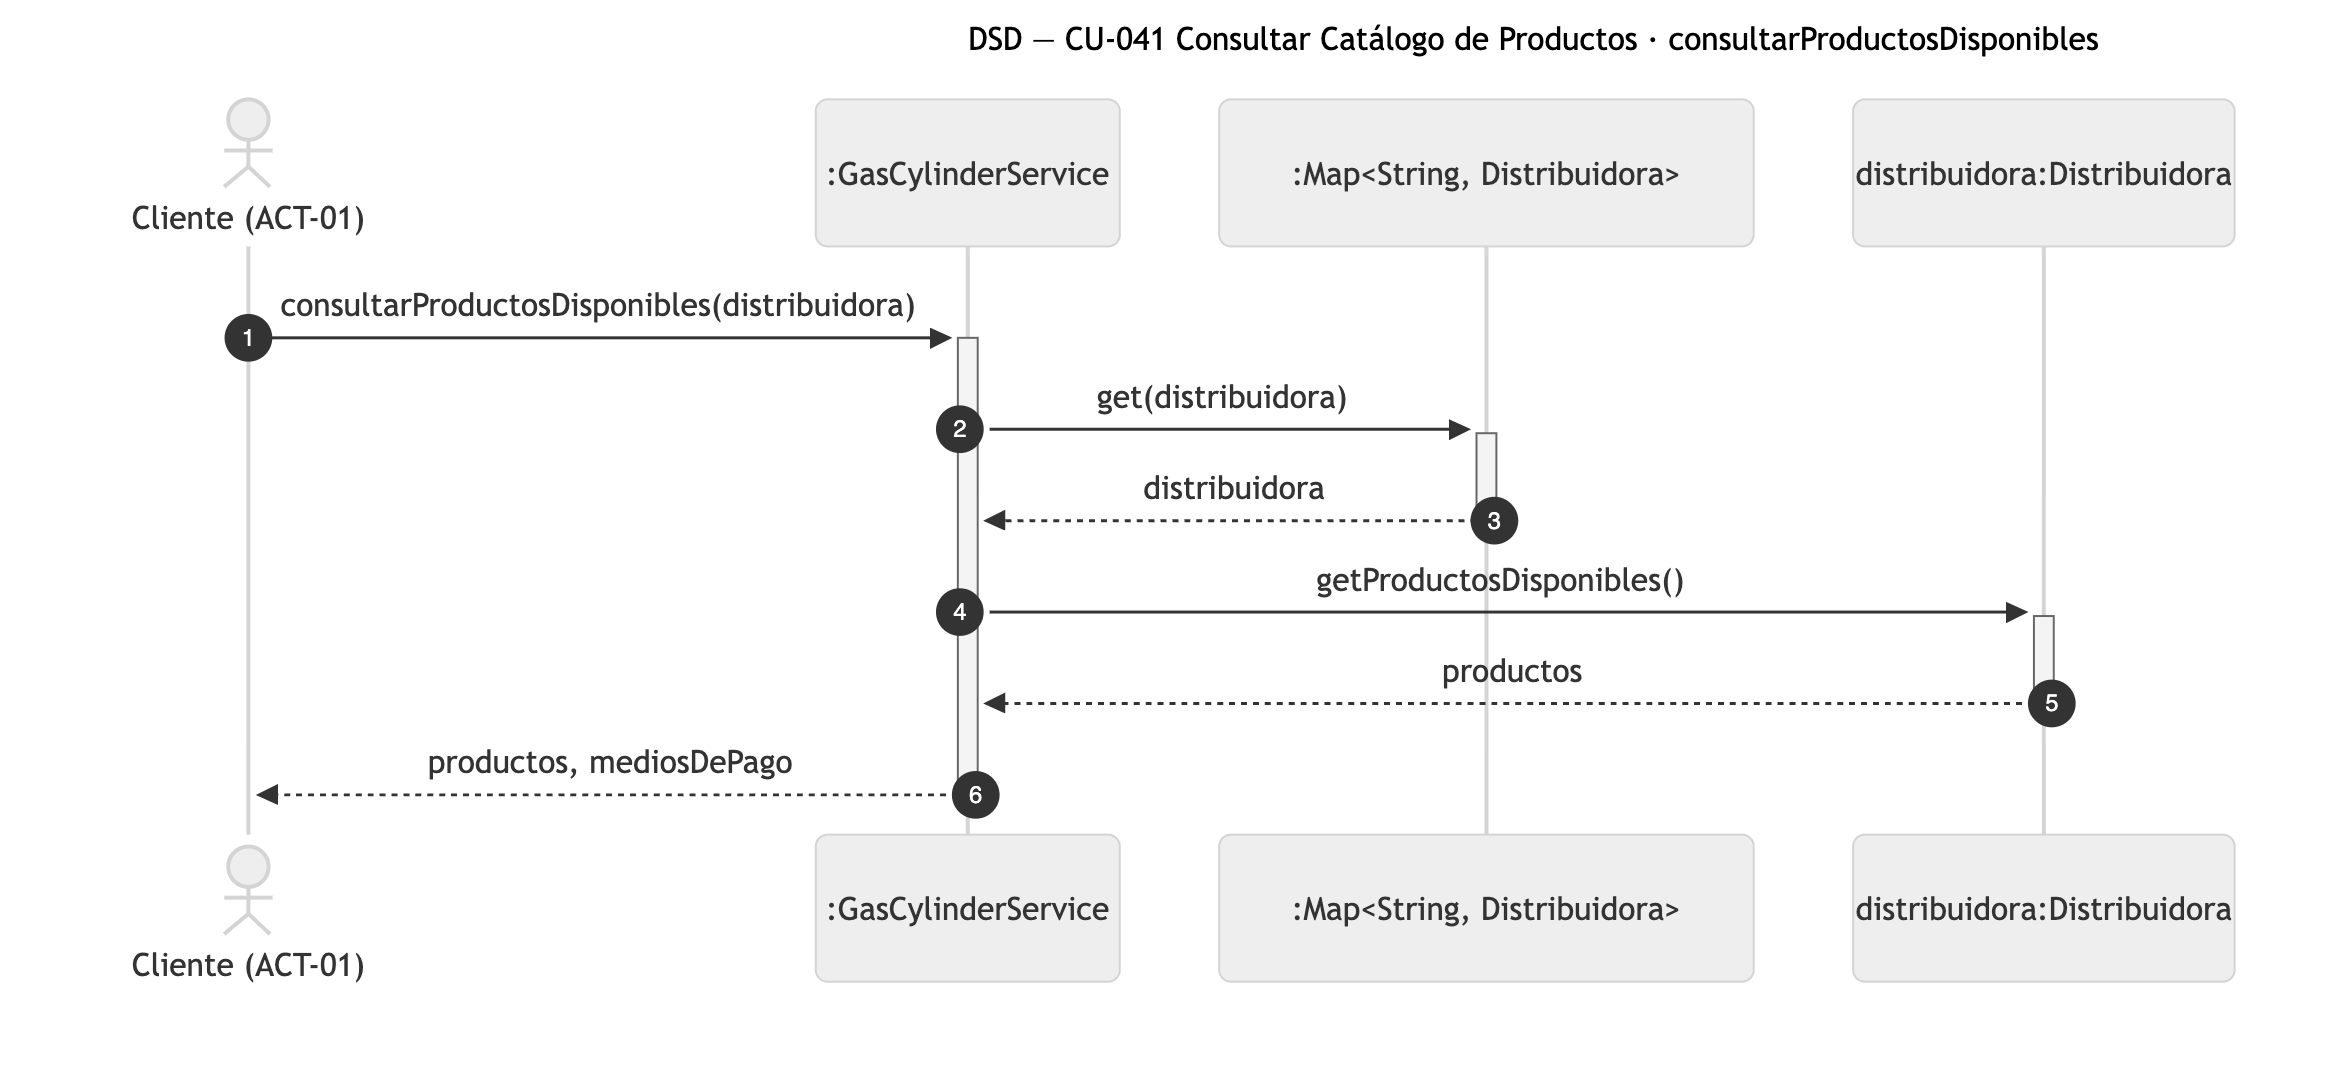 DSD — CU-041 Consultar Catálogo de Productos · consultarProductosDisponibles
Cliente (ACT-01)
:GasCylinderService
:Map<String, Distribuidora>
distribuidora:Distribuidora
consultarProductosDisponibles(distribuidora)
1
get(distribuidora)
2
distribuidora
3
getProductosDisponibles()
4
productos
5
productos, mediosDePago
6
Cliente (ACT-01)
:GasCylinderService
:Map<String, Distribuidora>
distribuidora:Distribuidora